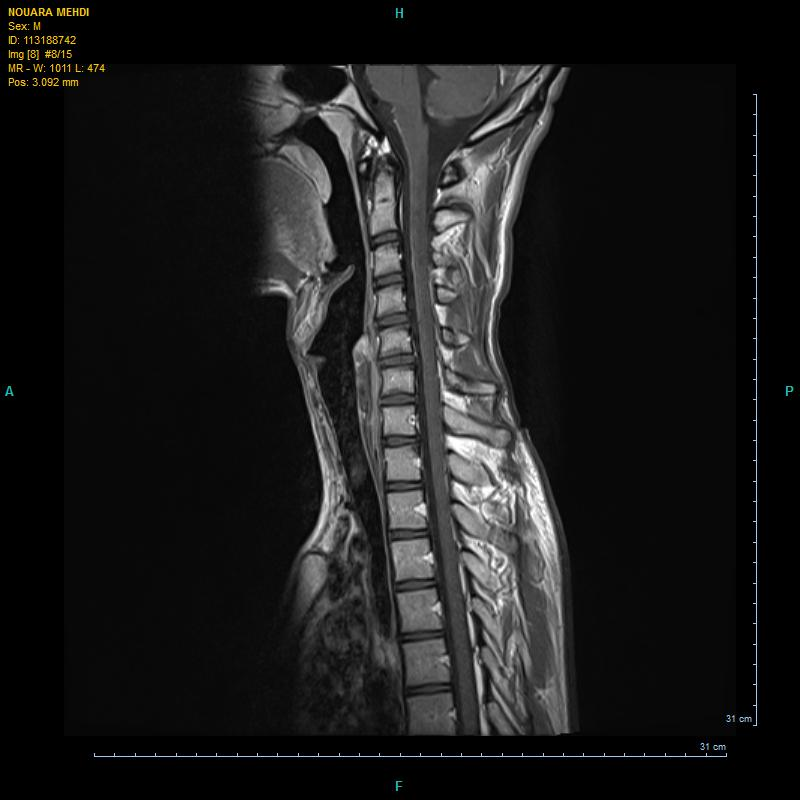 NOUARA MEHDI
Sex: M
ID: 113188742
Img [8] #8/15
MR - W: 1011 L: 474
Pos: 3.092 mm
H
A
P
31 cm
31 cm
F